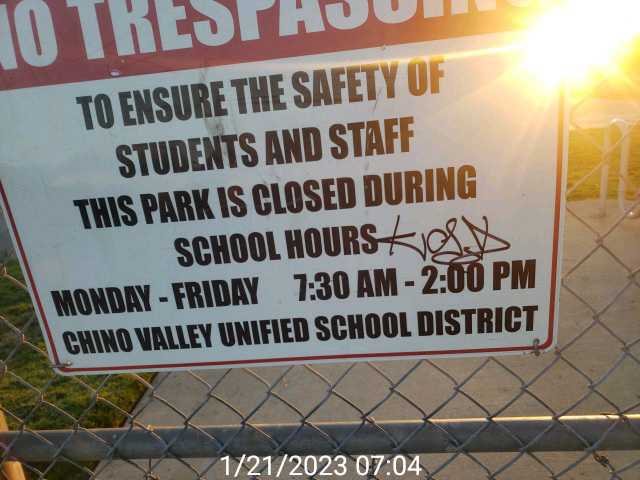 NO TRESPASSING
TO ENSURE THE SAFETY OF
STUDENTS AND STAFF
THIS PARK IS CLOSED DURING
SCHOOL HOURS
MONDAY - FRIDAY 7:30 AM - 2:00 PM
CHINO VALLEY UNIFIED SCHOOL DISTRICT
1/21/2023 07:04